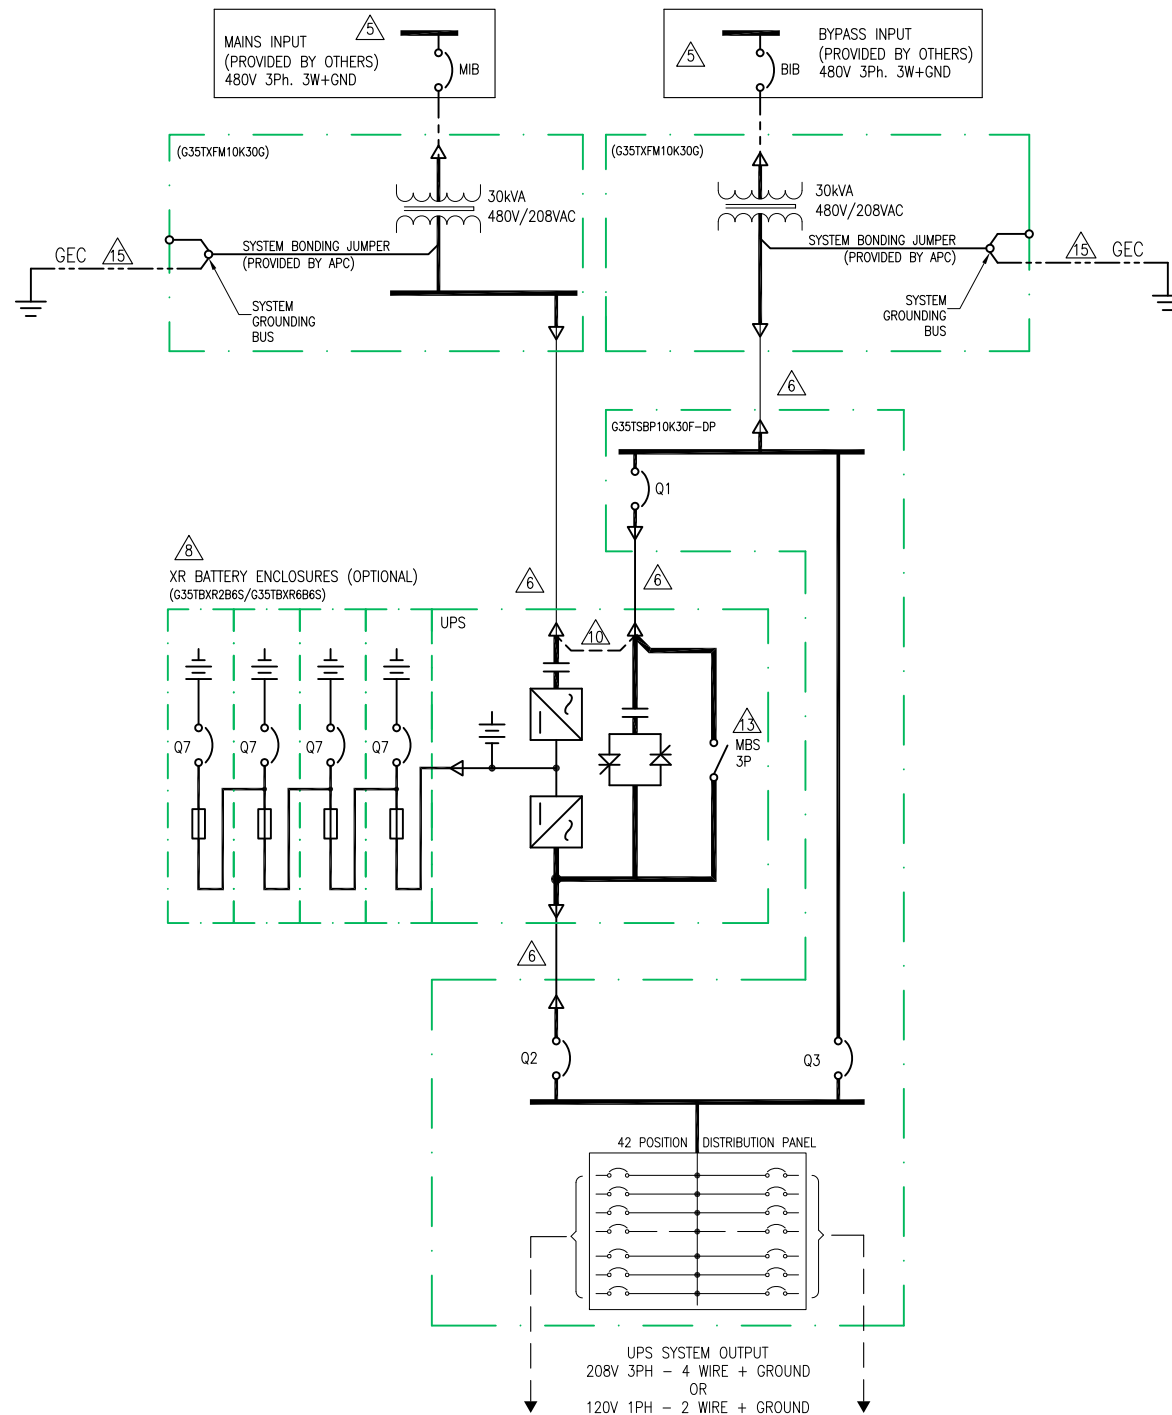 MAINS INPUT
(PROVIDED BY OTHERS)
480V 3Ph. 3W+GND
5
MIB
5
BIB
BYPASS INPUT
(PROVIDED BY OTHERS)
480V 3Ph. 3W+GND
(G35TXFM10K30G)
30kVA
480V/208VAC
(G35TXFM10K30G)
30kVA
480V/208VAC
GEC
15
SYSTEM BONDING JUMPER
(PROVIDED BY APC)
SYSTEM
GROUNDING
BUS
SYSTEM BONDING JUMPER
(PROVIDED BY APC)
15
GEC
SYSTEM
GROUNDING
BUS
6
G35TSBP10K30F-DP
Q1
8
XR BATTERY ENCLOSURES (OPTIONAL)
(G35TBXR2B6S/G35TBXR6B6S)
6
6
UPS
10
Q7
Q7
Q7
Q7
13
MBS
3P
6
Q2
Q3
42 POSITION DISTRIBUTION PANEL
UPS SYSTEM OUTPUT
208V 3PH - 4 WIRE + GROUND
OR
120V 1PH - 2 WIRE + GROUND